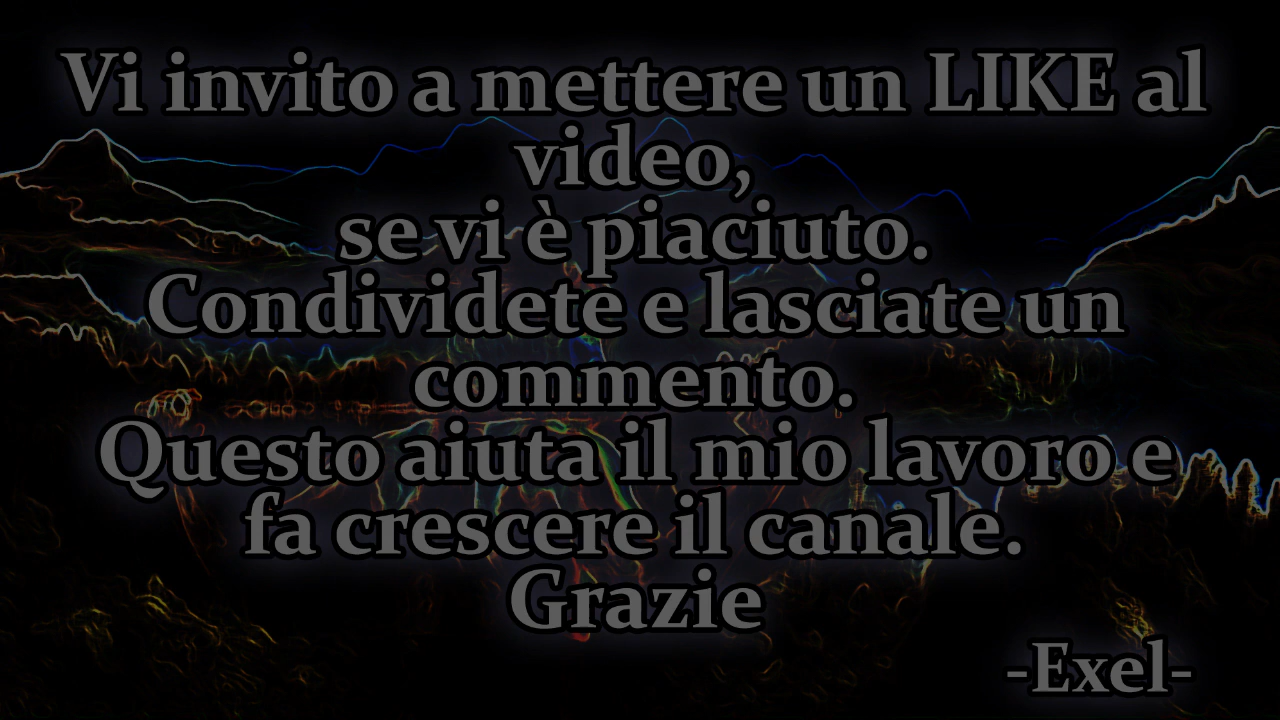 Vi invito a mettere un LIKE al
video,
se vi è piaciuto.
Condividete e lasciate un
commento.
Questo aiuta il mio lavoro e
fa crescere il canale.
Grazie
-Exel-